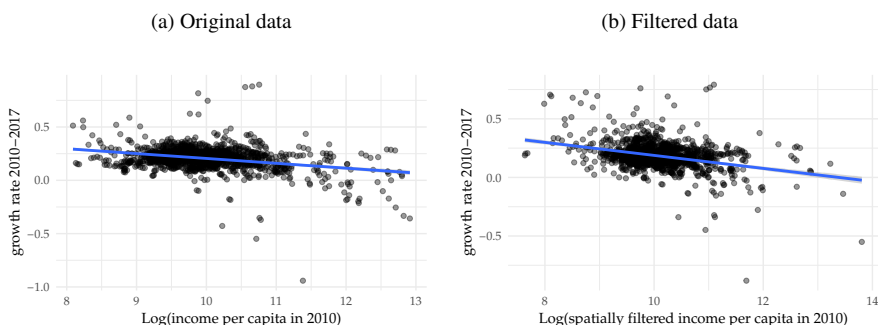 (a) Original data
(b) Filtered data
growth rate 2010–2017
0.5
0.0
−0.5
−1.0
8
9
10
11
12
13
Log(income per capita in 2010)
growth rate 2010–2017
0.5
0.0
−0.5
8
10
12
14
Log(spatially filtered income per capita in 2010)